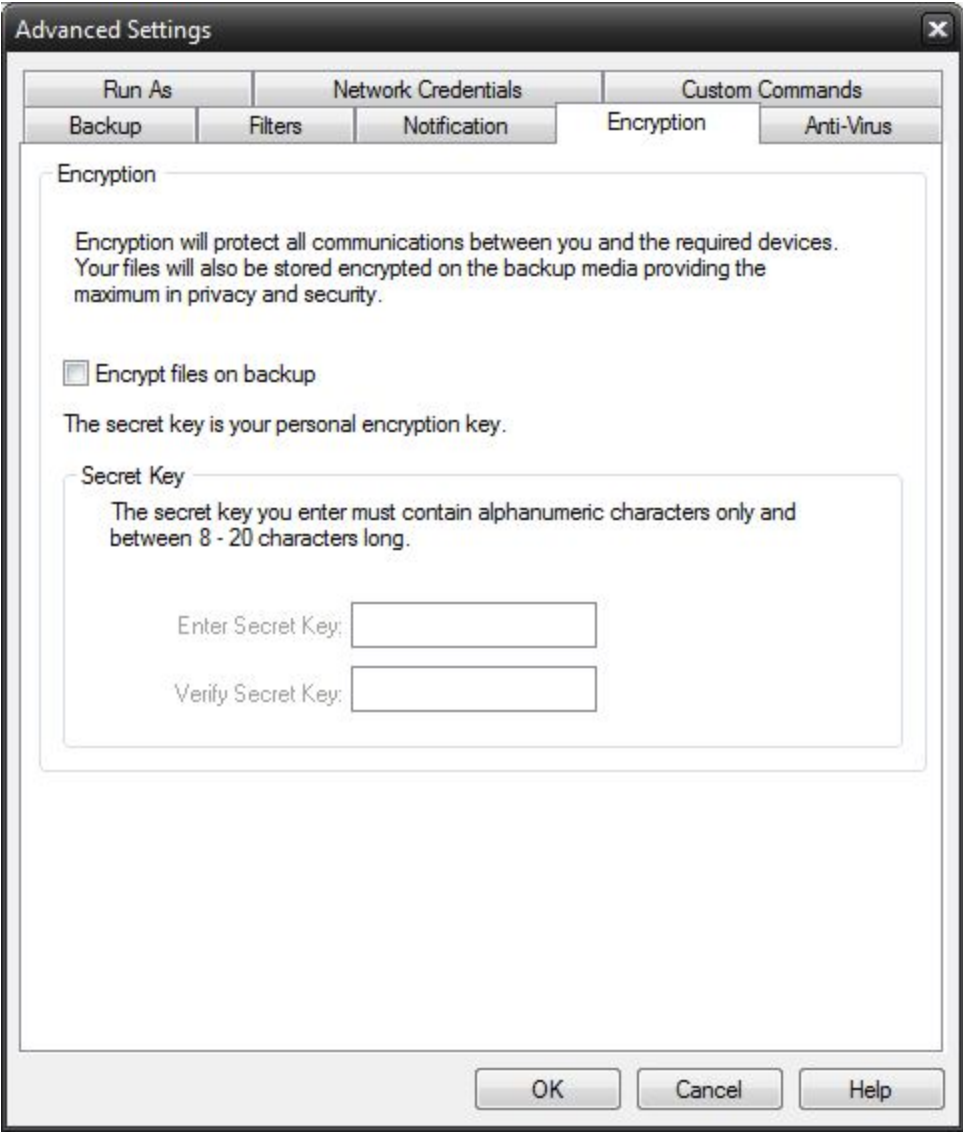 Advanced Settings
Run As
Network Credentials
Custom Commands
Backup
Filters
Notification
Encryption
Anti-Virus
Encryption
Encryption will protect all communications between you and the required devices.
Your files will also be stored encrypted on the backup media providing the
maximum in privacy and security.
Encrypt files on backup
The secret key is your personal encryption key.
Secret Key
The secret key you enter must contain alphanumeric characters only and
between 8 - 20 characters long.
Enter Secret Key:
Verify Secret Key:
OK
Cancel
Help